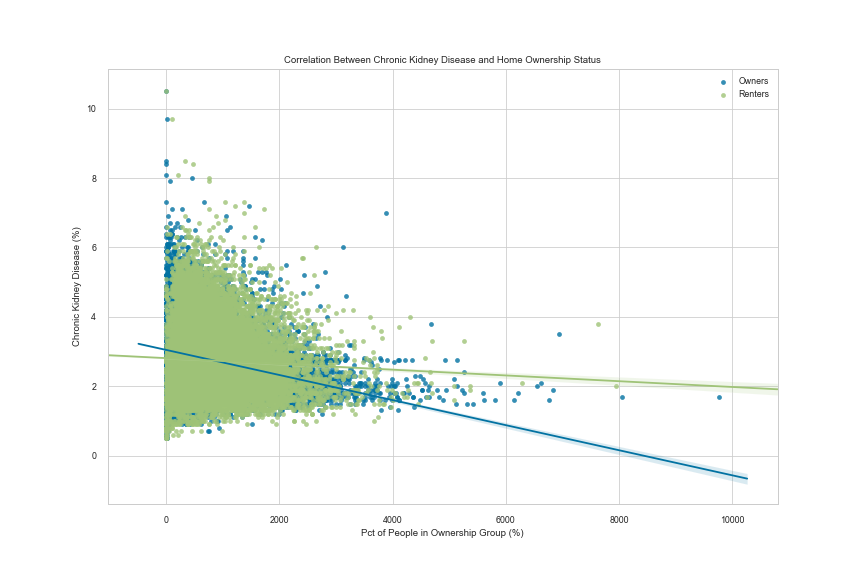 Correlation Between Chronic Kidney Disease and Home Ownership Status
Owners
Renters
Chronic Kidney Disease (%)
10
8
6
4
2
0
0 2000 4000 6000 8000 10000
Pct of People in Ownership Group (%)